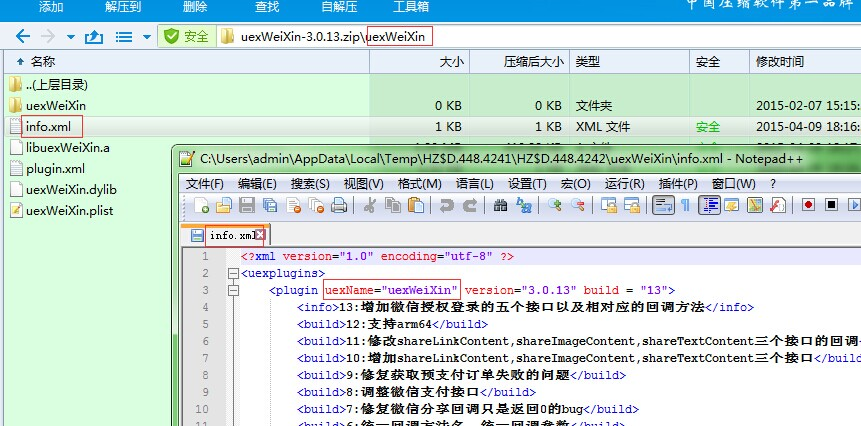 添加 解压到 删除 查找 自解压 工具箱
中国压缩软件第一品牌
安全 uexWeiXin-3.0.13.zip\uexWeiXin
名称 大小 压缩后大小 类型 安全 修改时间
..(上层目录)
uexWeiXin 0 KB 0 KB 文件夹 2015-02-07 15:15:
info.xml 1 KB 1 KB XML 文件 安全 2015-04-09 18:16:
libuexWeiXin.a
plugin.xml
uexWeiXin.dylib
uexWeiXin.plist
C:\Users\admin\AppData\Local\Temp\HZ$D.448.4241\HZ$D.448.4242\uexWeiXin\info.xml - Notepad++
文件(F) 编辑(E) 搜索(S) 视图(V) 格式(M) 语言(L) 设置(T) 宏(O) 运行(R) 插件(P) 窗口(W) ?
info.xml
1 <?xml version="1.0" encoding="utf-8" ?>
2 <uexplugins>
3 <plugin uexName="uexWeiXin" version="3.0.13" build = "13">
4 <info>13:增加微信授权登录的五个接口以及相对应的回调方法</info>
5 <build>12:支持arm64</build>
6 <build>11:修改shareLinkContent,shareImageContent,shareTextContent三个接口的回调
7 <build>10:增加shareLinkContent,shareImageContent,shareTextContent三个接口</build
8 <build>9:修复获取预支付订单失败的问题</build>
9 <build>8:调整微信支付接口</build>
10 <build>7:修复微信分享回调只是返回0的bug</build>
11 <build>6:统一回调方法名，统一回调参数</build>